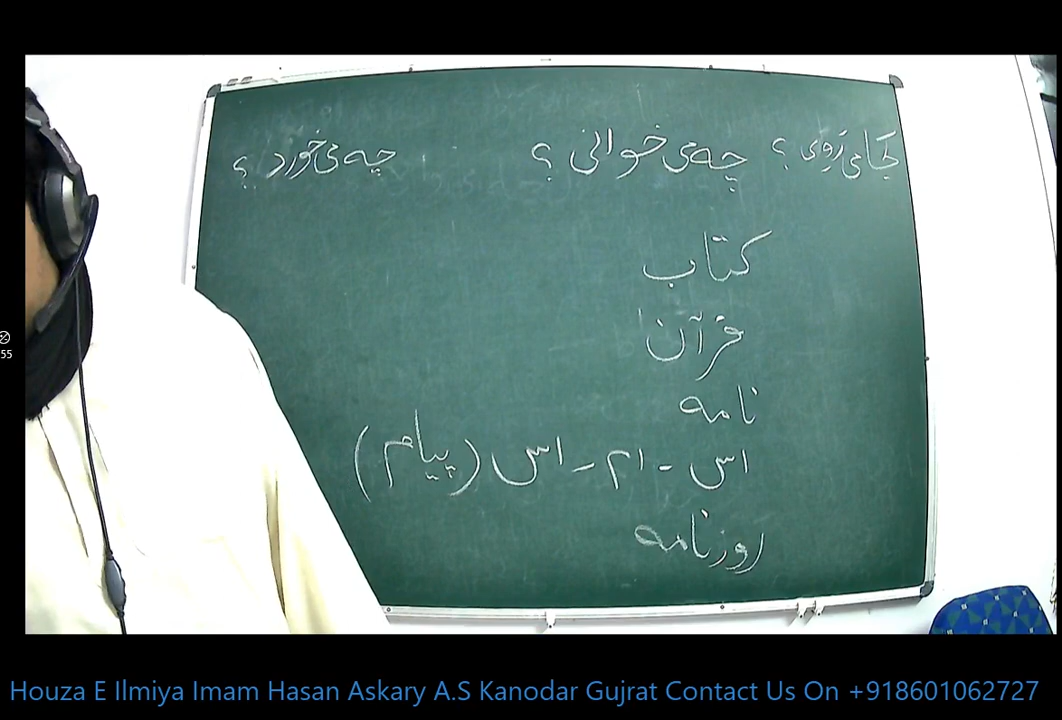 کجا می رَوِی ؟ چه می خوانی ؟ چه می خورد ؟
کتاب
قرآن
نامه
اس - ام - اس (پیام)
روزنامه
55
Houza E Ilmiya Imam Hasan Askary A.S Kanodar Gujrat Contact Us On +918601062727